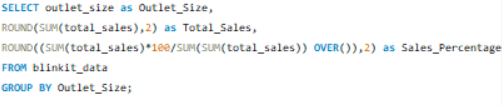 SELECT outlet_size as Outlet_Size,
ROUND(SUM(total_sales),2) as Total_Sales,
ROUND((SUM(total_sales)*100/SUM(SUM(total_sales)) OVER()),2) as Sales_Percentage
FROM blinkit_data
GROUP BY Outlet_Size;